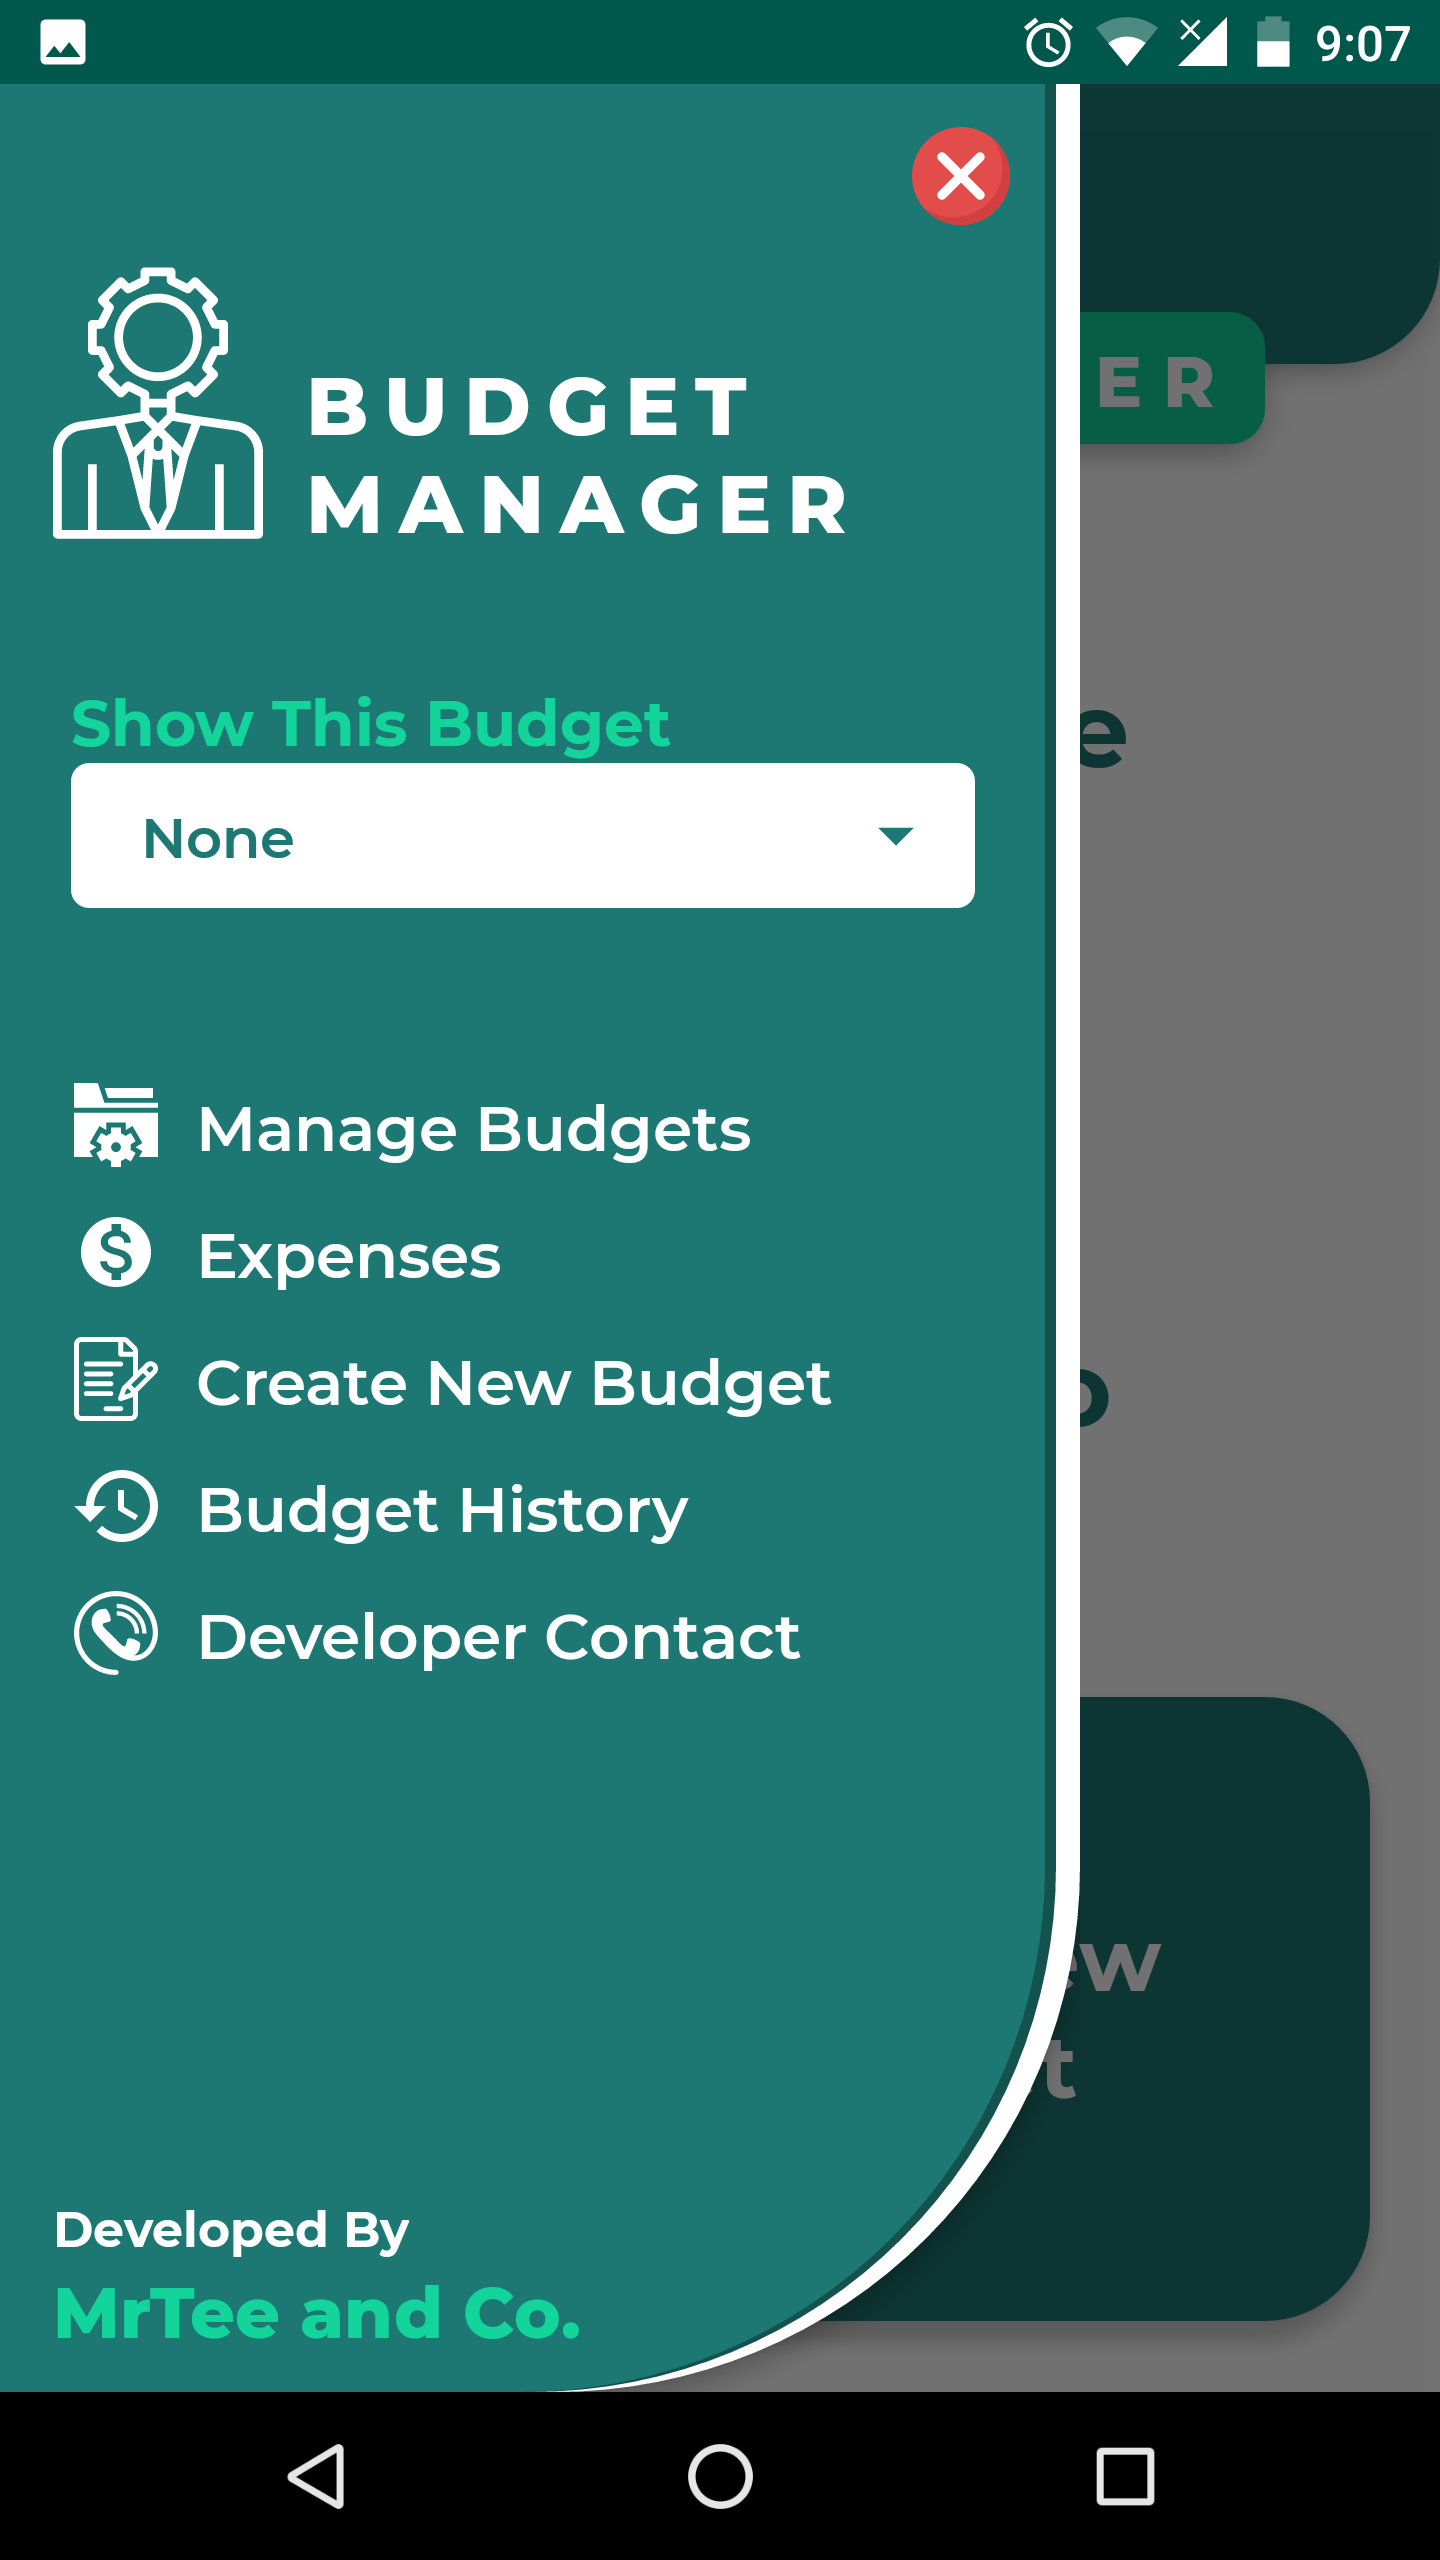 9:07
BUDGET
MANAGER
ER
Show This Budget
e
None
Manage Budgets
Expenses
Create New Budget
Budget History
Developer Contact
ew
t
Developed By
MrTee and Co.